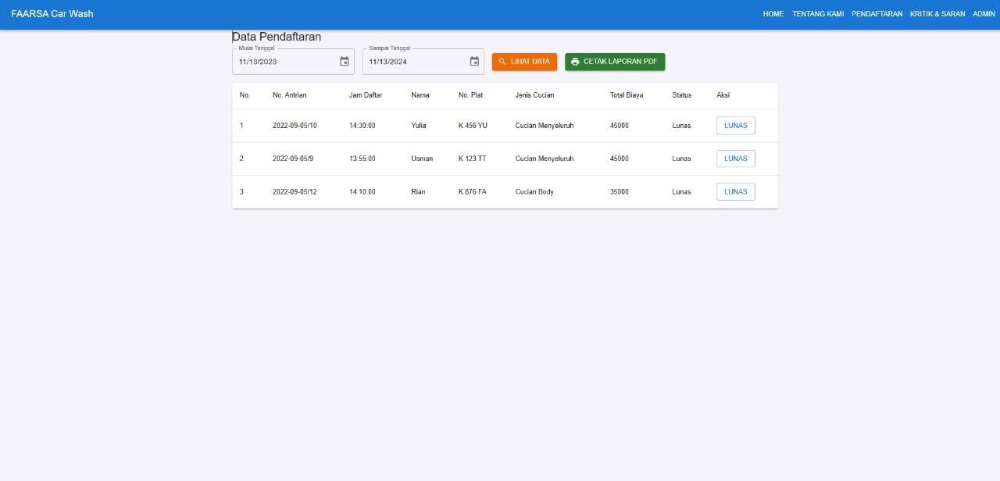 FAARSA Car Wash HOME TENTANG KAMI PENDAFTARAN KRITIK & SARAN ADMIN
Data Pendaftaran
Mulai Tanggal Sampai Tanggal
11/13/2023 11/13/2024 LIHAT DATA CETAK LAPORAN PDF
No. No. Antrian Jam Daftar Nama No. Plat Jenis Cucian Total Biaya Status Aksi
1 2022-09-05/10 14:30:00 Yulia K 456 YU Cucian Menyeluruh 45000 Lunas LUNAS
2 2022-09-05/9 13:55:00 Usman K 123 TT Cucian Menyeluruh 45000 Lunas LUNAS
3 2022-09-05/12 14:10:00 Rian K 876 FA Cucian Body 35000 Lunas LUNAS